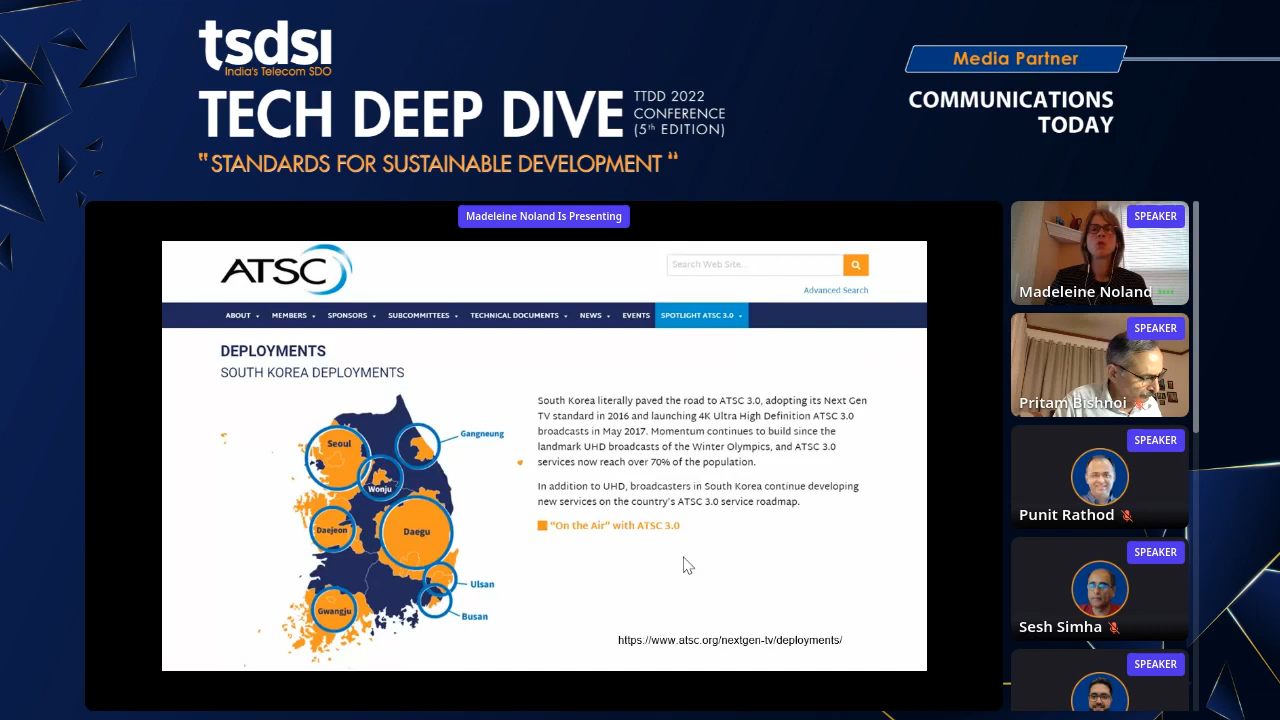 tsdsi
India's Telecom SDO
TECH DEEP DIVE
TTDD 2022
CONFERENCE
(5th EDITION)
"STANDARDS FOR SUSTAINABLE DEVELOPMENT"
Media Partner
COMMUNICATIONS
TODAY
Madeleine Noland Is Presenting
ATSC
Search Web Site...
Advanced Search
ABOUT MEMBERS SPONSORS SUBCOMMITTEES TECHNICAL DOCUMENTS NEWS EVENTS SPOTLIGHT ATSC 3.0
DEPLOYMENTS
SOUTH KOREA DEPLOYMENTS
Seoul
Gangneung
Wonju
Daejeon
Daegu
Ulsan
Gwangju
Busan
South Korea literally paved the road to ATSC 3.0, adopting its Next Gen
TV standard in 2016 and launching 4K Ultra High Definition ATSC 3.0
broadcasts in May 2017. Momentum continues to build since the
landmark UHD broadcasts of the Winter Olympics, and ATSC 3.0
services now reach over 70% of the population.
In addition to UHD, broadcasters in South Korea continue developing
new services on the country's ATSC 3.0 service roadmap.
"On the Air" with ATSC 3.0
https://www.atsc.org/nextgen-tv/deployments/
SPEAKER
Madeleine Noland
SPEAKER
Pritam Bishnoi
SPEAKER
Punit Rathod
SPEAKER
Sesh Simha
SPEAKER